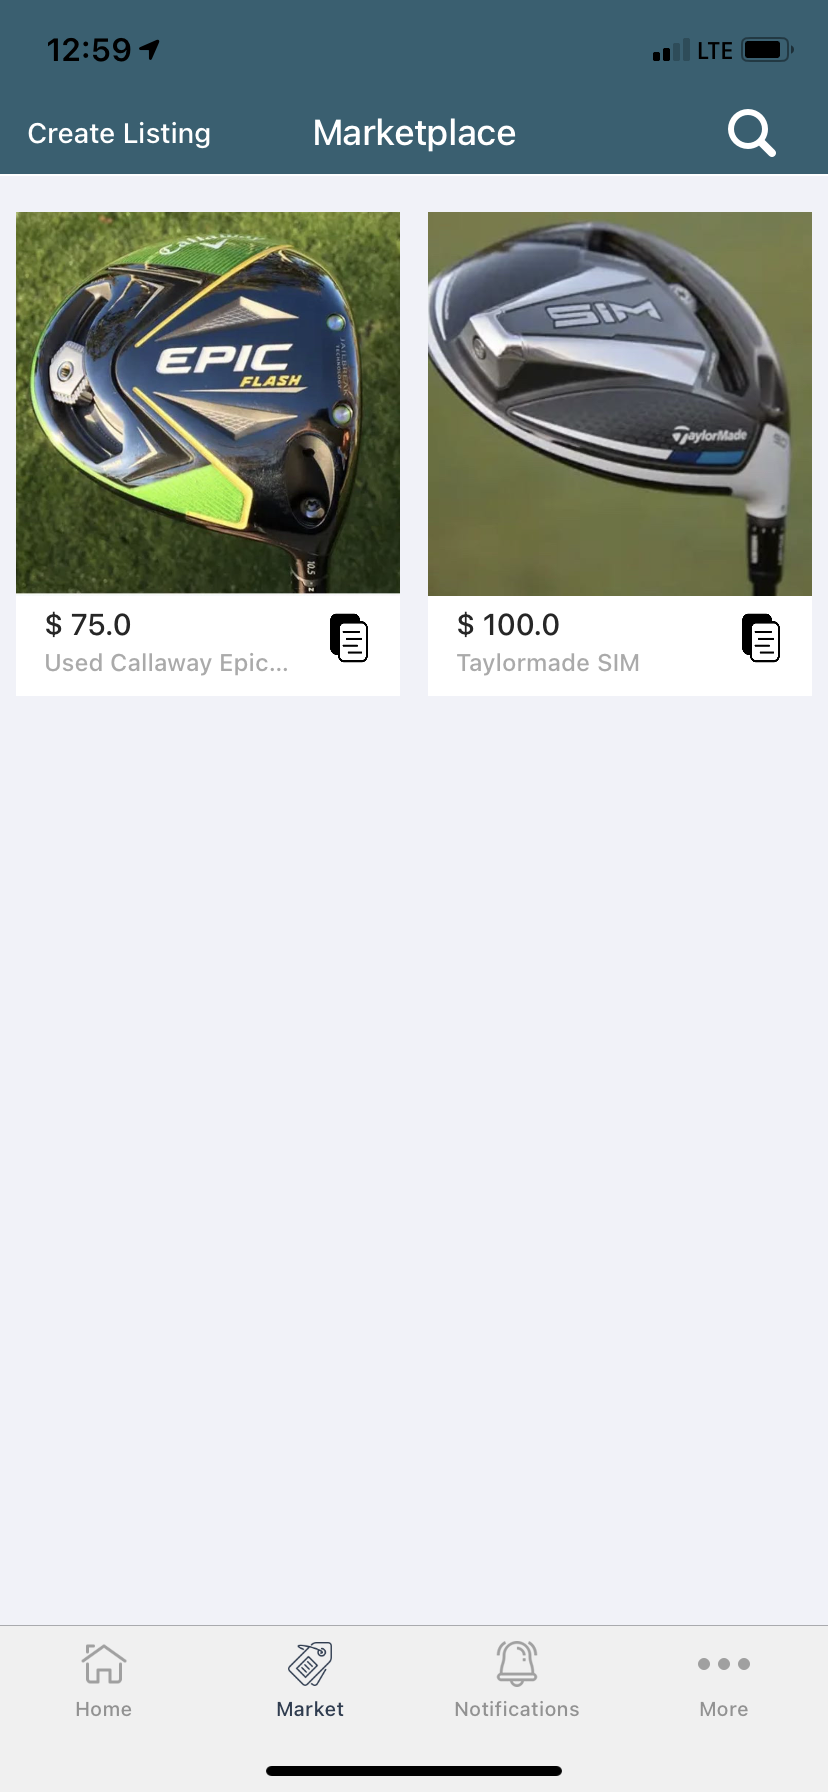 12:59
LTE
Create Listing
Marketplace
Callaway
EPIC
FLASH
JAILBREAK
TECHNOLOGY
10.5
SIM
TaylorMade
$ 75.0
Used Callaway Epic...
$ 100.0
Taylormade SIM
Home
Market
Notifications
More